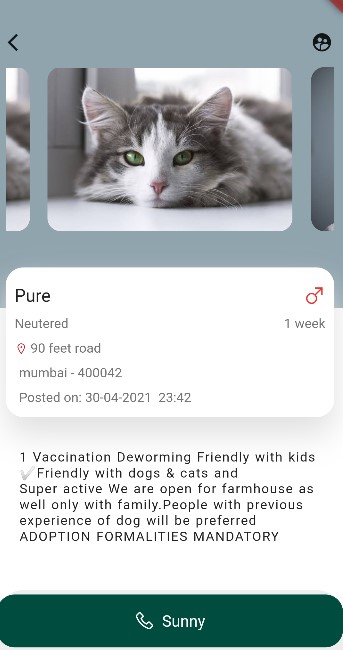 Pure
Neutered 1 week
90 feet road
mumbai - 400042
Posted on: 30-04-2021 23:42
1 Vaccination Deworming Friendly with kids
✔️Friendly with dogs & cats and
Super active We are open for farmhouse as
well only with family.People with previous
experience of dog will be preferred
ADOPTION FORMALITIES MANDATORY
Sunny